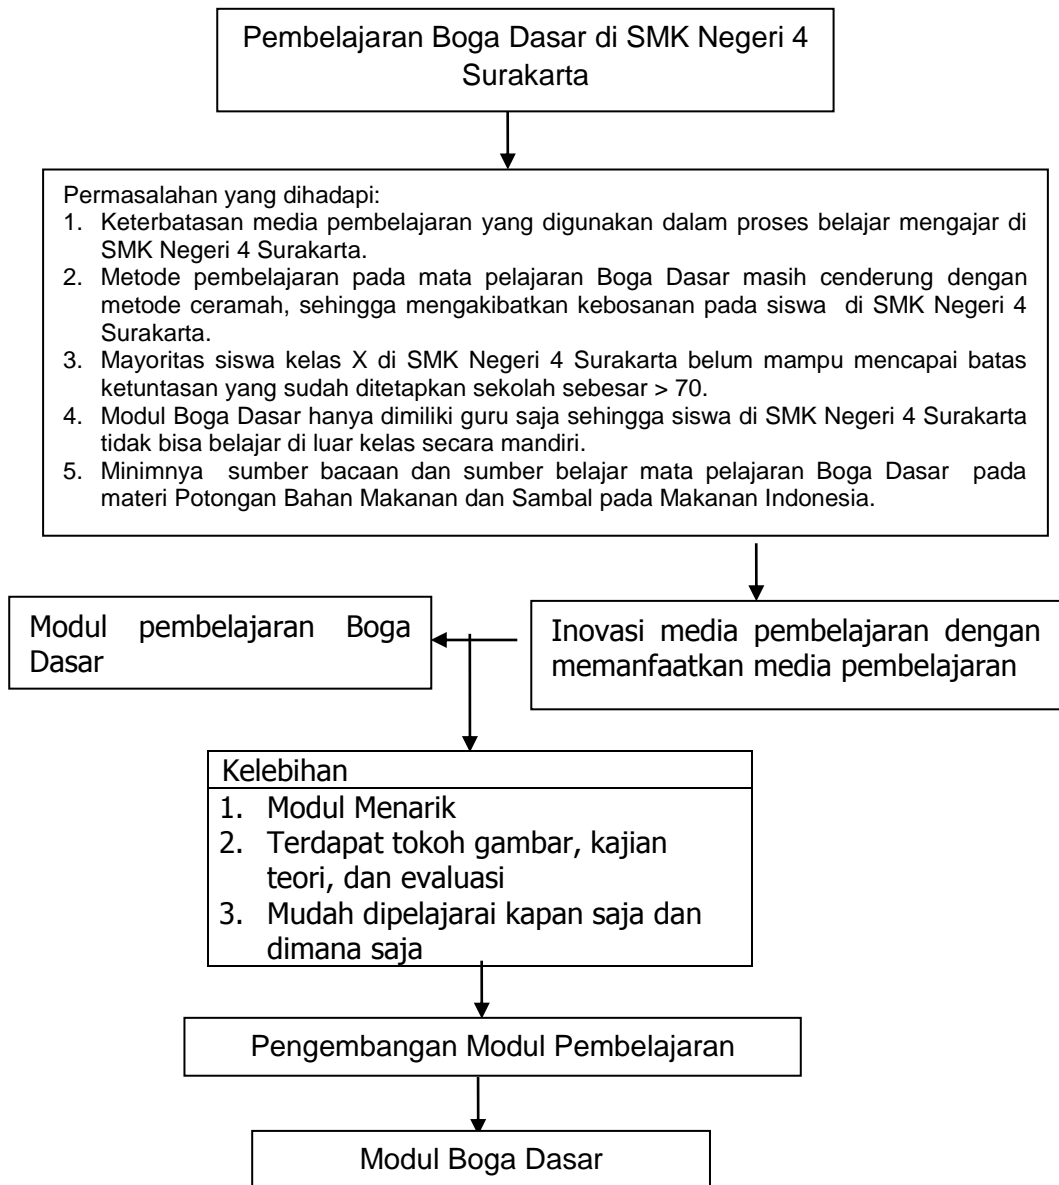 Pembelajaran Boga Dasar di SMK Negeri 4
Surakarta
Permasalahan yang dihadapi:
1. Keterbatasan media pembelajaran yang digunakan dalam proses belajar mengajar di
SMK Negeri 4 Surakarta.
2. Metode pembelajaran pada mata pelajaran Boga Dasar masih cenderung dengan
metode ceramah, sehingga mengakibatkan kebosanan pada siswa di SMK Negeri 4
Surakarta.
3. Mayoritas siswa kelas X di SMK Negeri 4 Surakarta belum mampu mencapai batas
ketuntasan yang sudah ditetapkan sekolah sebesar > 70.
4. Modul Boga Dasar hanya dimiliki guru saja sehingga siswa di SMK Negeri 4 Surakarta
tidak bisa belajar di luar kelas secara mandiri.
5. Minimnya sumber bacaan dan sumber belajar mata pelajaran Boga Dasar pada
materi Potongan Bahan Makanan dan Sambal pada Makanan Indonesia.
Modul pembelajaran Boga
Dasar
Inovasi media pembelajaran dengan
memanfaatkan media pembelajaran
Kelebihan
1. Modul Menarik
2. Terdapat tokoh gambar, kajian
teori, dan evaluasi
3. Mudah dipelajarai kapan saja dan
dimana saja
Pengembangan Modul Pembelajaran
Modul Boga Dasar